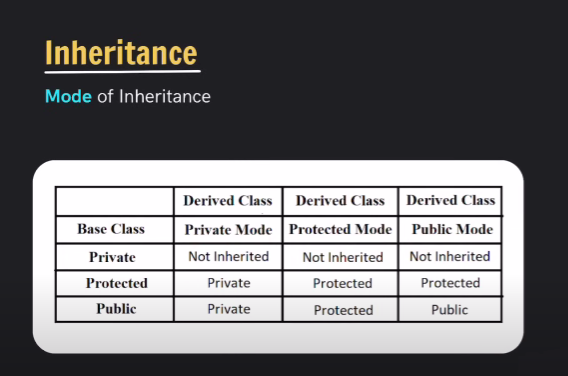 Inheritance
Mode of Inheritance
Derived Class Derived Class Derived Class
Base Class Private Mode Protected Mode Public Mode
Private Not Inherited Not Inherited Not Inherited
Protected Private Protected Protected
Public Private Protected Public